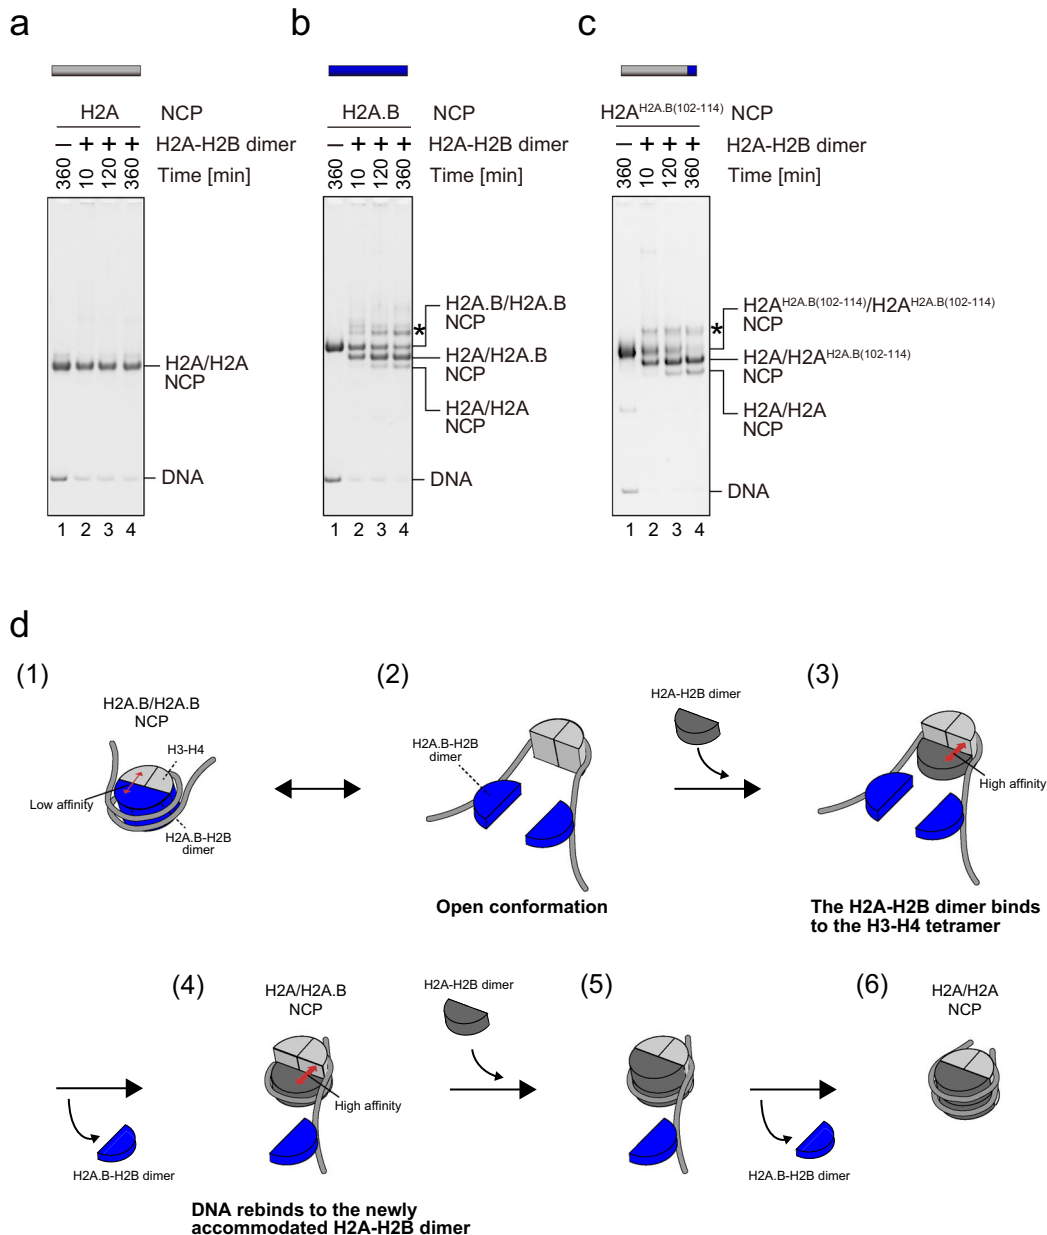 a
H2A NCP
– + + + H2A-H2B dimer
360 10 120 360 Time [min]
H2A/H2A
NCP
DNA
1 2 3 4
b
H2A.B NCP
– + + + H2A-H2B dimer
360 10 120 360 Time [min]
H2A.B/H2A.B
NCP
*
H2A/H2A.B
NCP
H2A/H2A
NCP
DNA
1 2 3 4
c
H2A^H2A.B(102-114) NCP
– + + + H2A-H2B dimer
360 10 120 360 Time [min]
H2A^H2A.B(102-114)/H2A^H2A.B(102-114)
NCP
*
H2A/H2A^H2A.B(102-114)
NCP
H2A/H2A
NCP
DNA
1 2 3 4
d
(1)
H2A.B/H2A.B
NCP
H3-H4
Low affinity
H2A.B-H2B
dimer
(2)
H2A.B-H2B
dimer
Open conformation
H2A-H2B dimer
(3)
High affinity
The H2A-H2B dimer binds
to the H3-H4 tetramer
H2A.B-H2B dimer
(4)
H2A/H2A.B
NCP
High affinity
DNA rebinds to the newly
accommodated H2A-H2B dimer
H2A-H2B dimer
(5)
H2A.B-H2B dimer
(6)
H2A/H2A
NCP